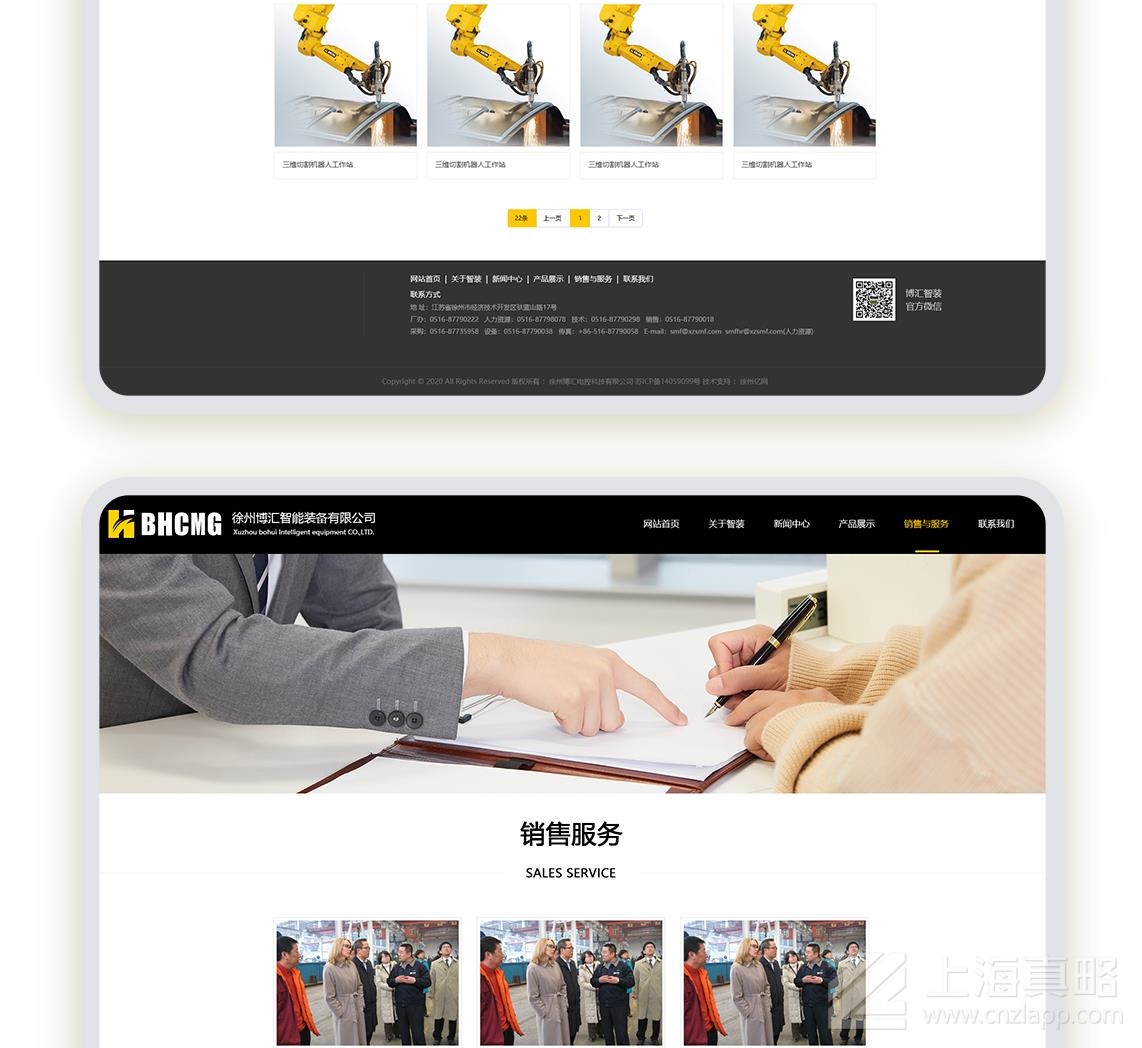 三维切割机器人工作站
三维切割机器人工作站
三维切割机器人工作站
三维切割机器人工作站
22条 上一页 1 2 下一页
网站首页 | 关于智装 | 新闻中心 | 产品展示 | 销售与服务 | 联系我们
联系方式
地 址：江苏省徐州市经济技术开发区驮蓝山路17号
厂办：0516-87790222 人力资源：0516-87798078 技术：0516-87790298 销售：0516-87790018
采购：0516-87735958 设备：0516-87790038 传真：+86-516-87790058 E-mail：smf@xzsmf.com smfhr@xzsmf.com(人力资源)
博汇智装
官方微信
Copyright © 2020 All Rights Reserved 版权所有 ： 徐州博汇电控科技有限公司 苏ICP备14059099号 技术支持 ： 徐州亿网
BHCMG
徐州博汇智能装备有限公司
Xuzhou bohui Intelligent equipment CO,LTD.
网站首页 关于智装 新闻中心 产品展示 销售与服务 联系我们
销售服务
SALES SERVICE
上海真略
www.cnzlapp.com